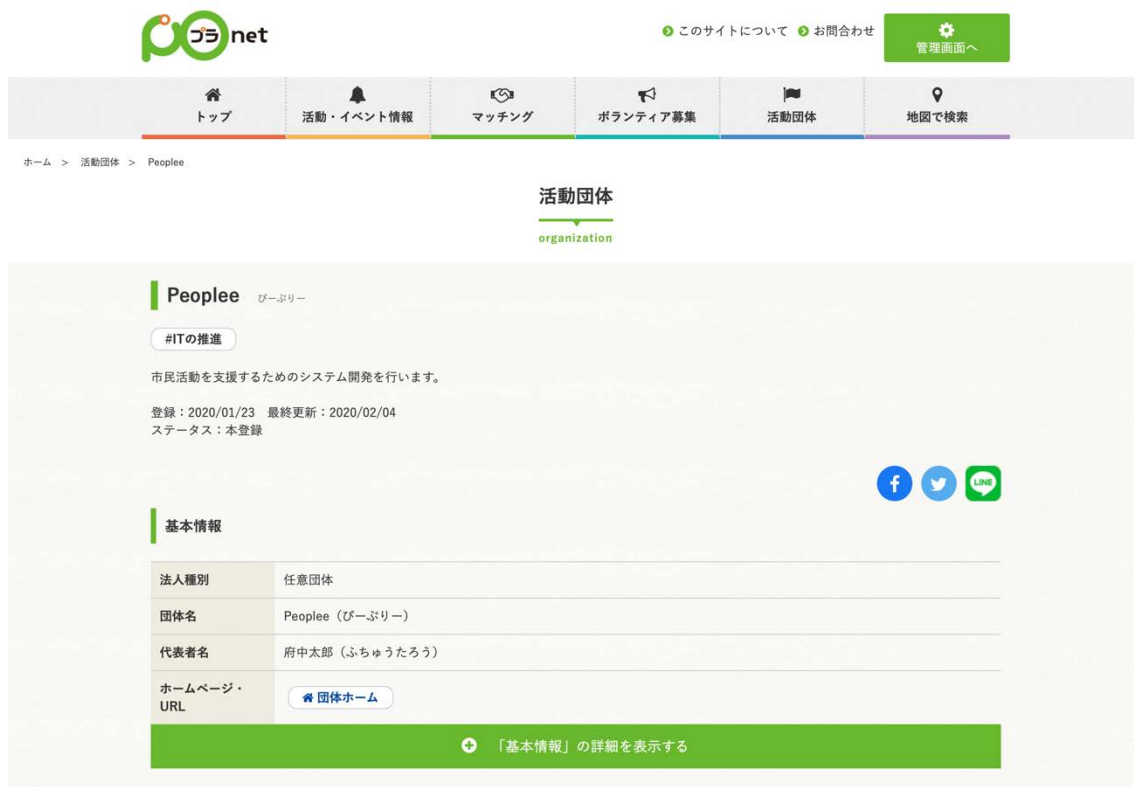 プラnet
このサイトについて お問合わせ
管理画面へ
トップ 活動・イベント情報 マッチング ボランティア募集 活動団体 地図で検索
ホーム > 活動団体 > Peoplee
活動団体
organization
Peoplee ぴーぷりー
#ITの推進
市民活動を支援するためのシステム開発を行います。
登録：2020/01/23 最終更新：2020/02/04
ステータス：本登録
LINE
基本情報
法人種別 任意団体
団体名 Peoplee（ぴーぷりー）
代表者名 府中太郎（ふちゅうたろう）
ホームページ・
URL
団体ホーム
「基本情報」の詳細を表示する